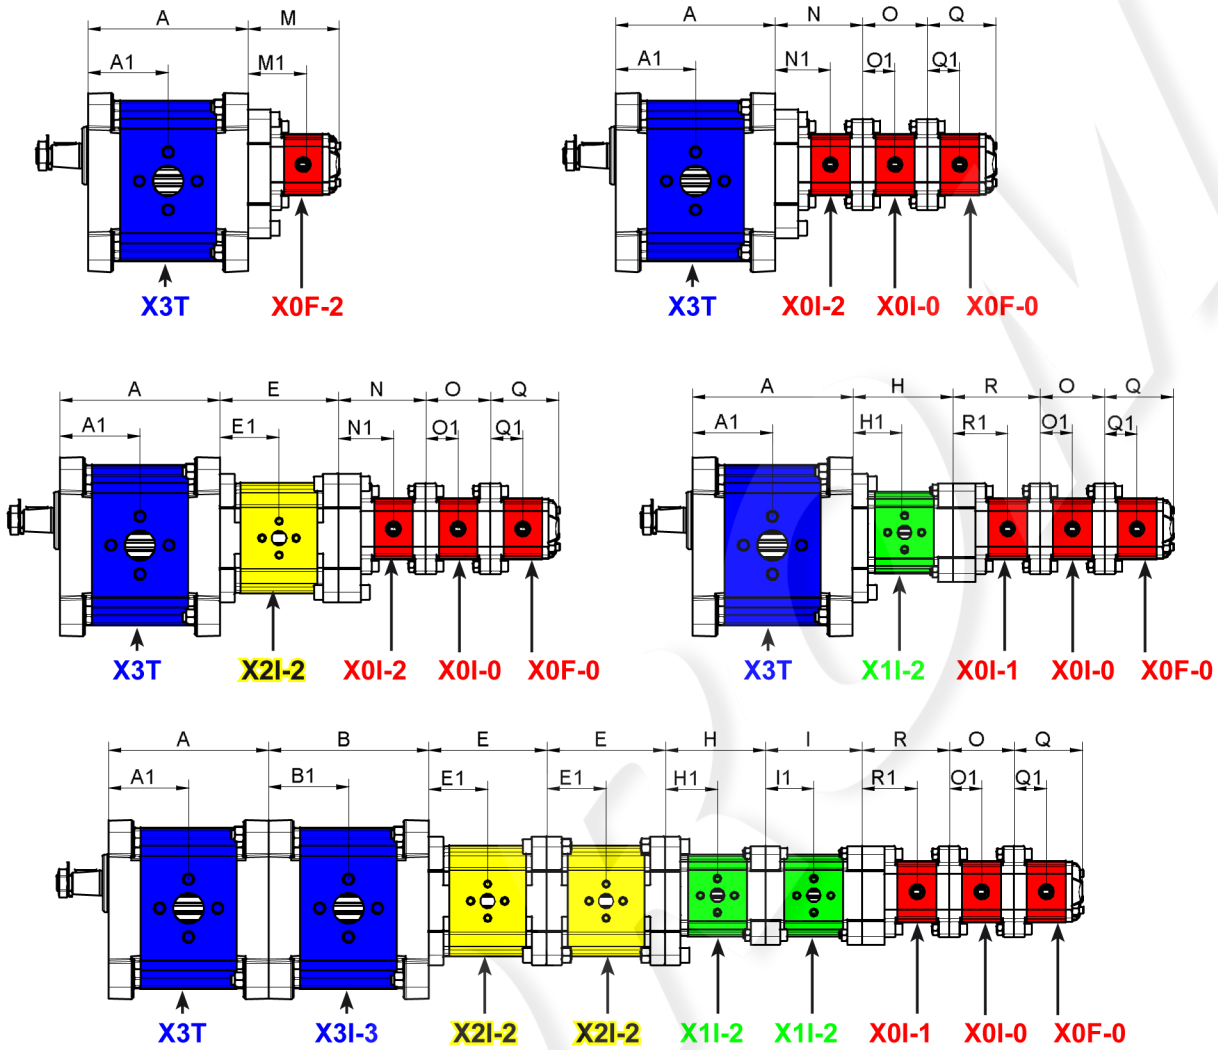 A M
A1 M1
X3T X0F-2
A N O Q
A1 N1 O1 Q1
X3T X0I-2 X0I-0 X0F-0
A E N O Q
A1 E1 N1 O1 Q1
X3T X2I-2 X0I-2 X0I-0 X0F-0
A H R O Q
A1 H1 R1 O1 Q1
X3T X1I-2 X0I-1 X0I-0 X0F-0
A B E E H I R O Q
A1 B1 E1 E1 H1 I1 R1 O1 Q1
X3T X3I-3 X2I-2 X2I-2 X1I-2 X1I-2 X0I-1 X0I-0 X0F-0